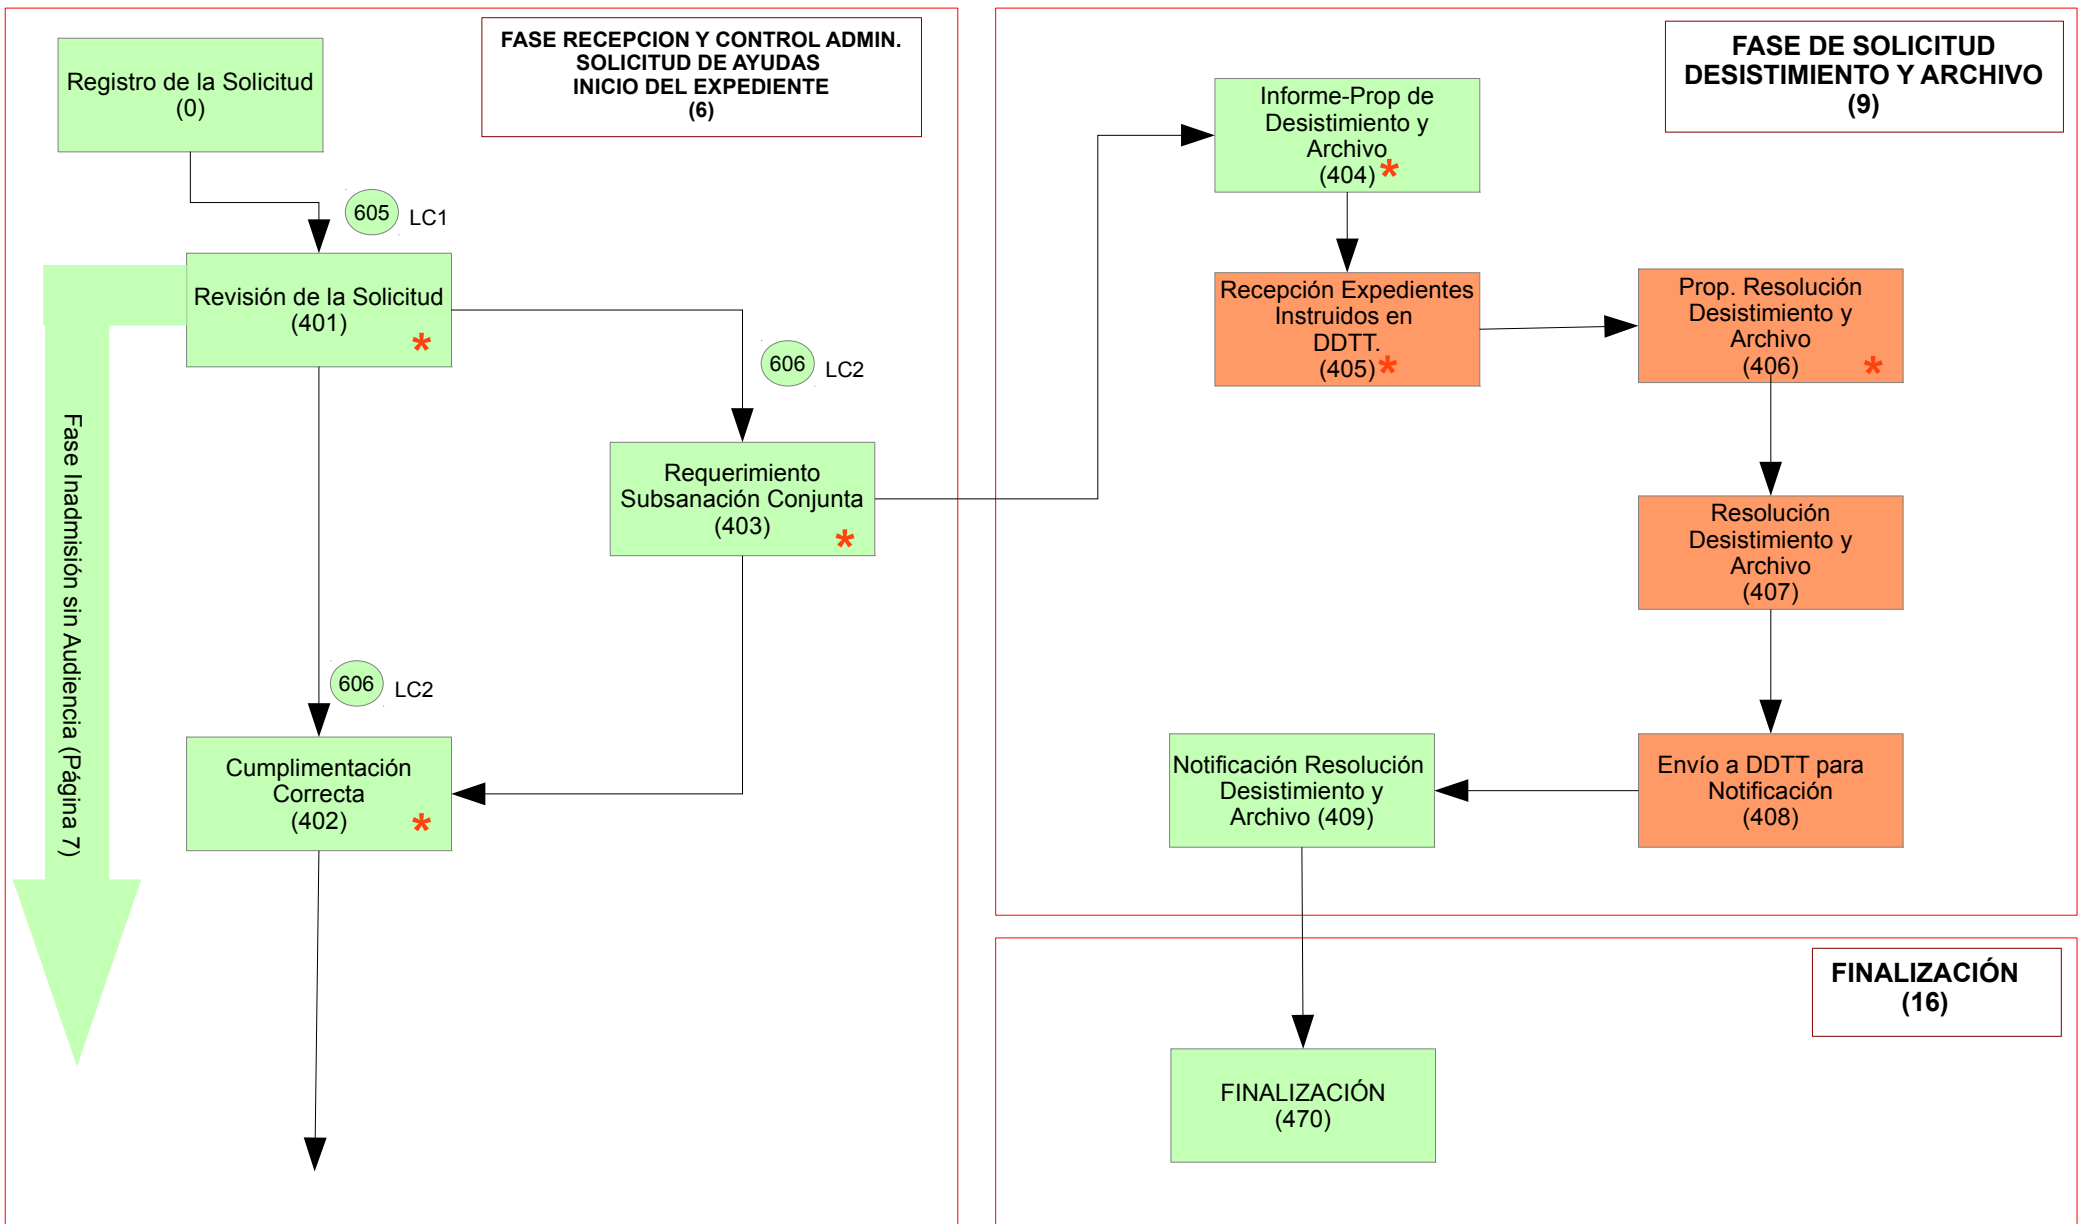 FASE RECEPCION Y CONTROL ADMIN.
SOLICITUD DE AYUDAS
INICIO DEL EXPEDIENTE
(6)
Registro de la Solicitud
(0)
605
LC1
Revisión de la Solicitud
(401)
*
606
LC2
Requerimiento
Subsanación Conjunta
(403)
*
Fase Inadmisión sin Audiencia (Página 7)
606
LC2
Cumplimentación
Correcta
(402)
*
FASE DE SOLICITUD
DESISTIMIENTO Y ARCHIVO
(9)
Informe-Prop de
Desistimiento y
Archivo
(404) *
Recepción Expedientes
Instruidos en
DDTT.
(405) *
Prop. Resolución
Desistimiento y
Archivo
(406) *
Resolución
Desistimiento y
Archivo
(407)
Envío a DDTT para
Notificación
(408)
Notificación Resolución
Desistimiento y
Archivo (409)
FINALIZACIÓN
(16)
FINALIZACIÓN
(470)